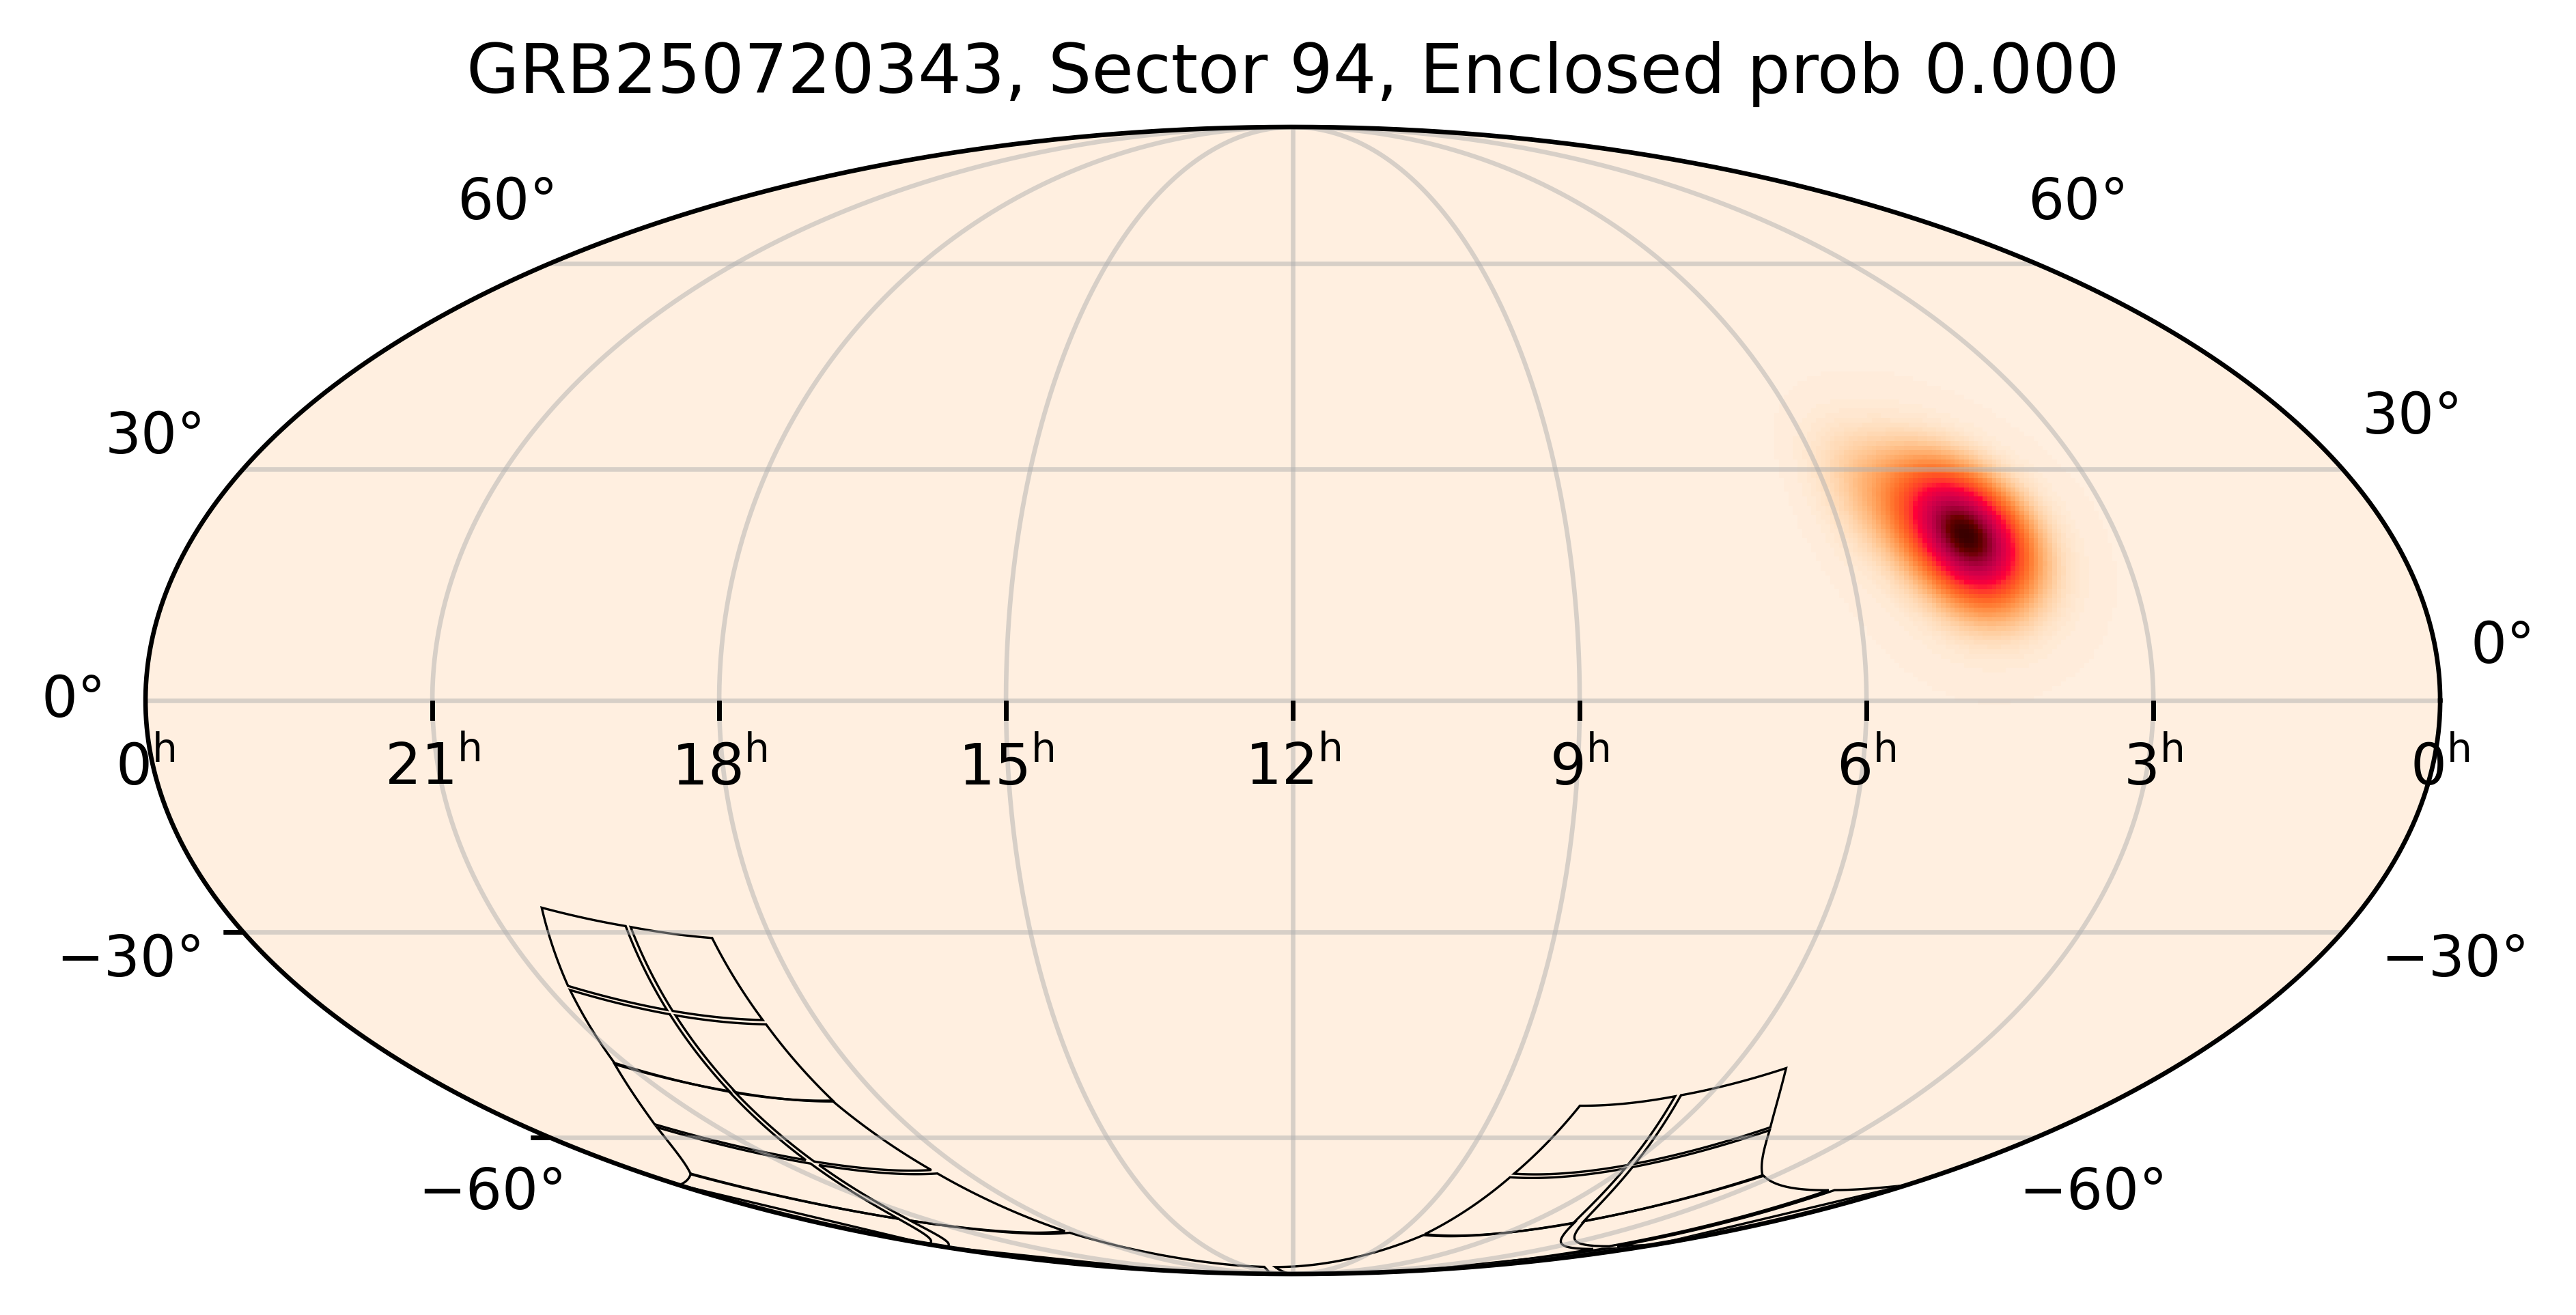 GRB250720343, Sector 94, Enclosed prob 0.000
60° 60°
30° 30°
0° 0°
0ʰ 21ʰ 18ʰ 15ʰ 12ʰ 9ʰ 6ʰ 3ʰ 0ʰ
−30° −30°
−60° −60°